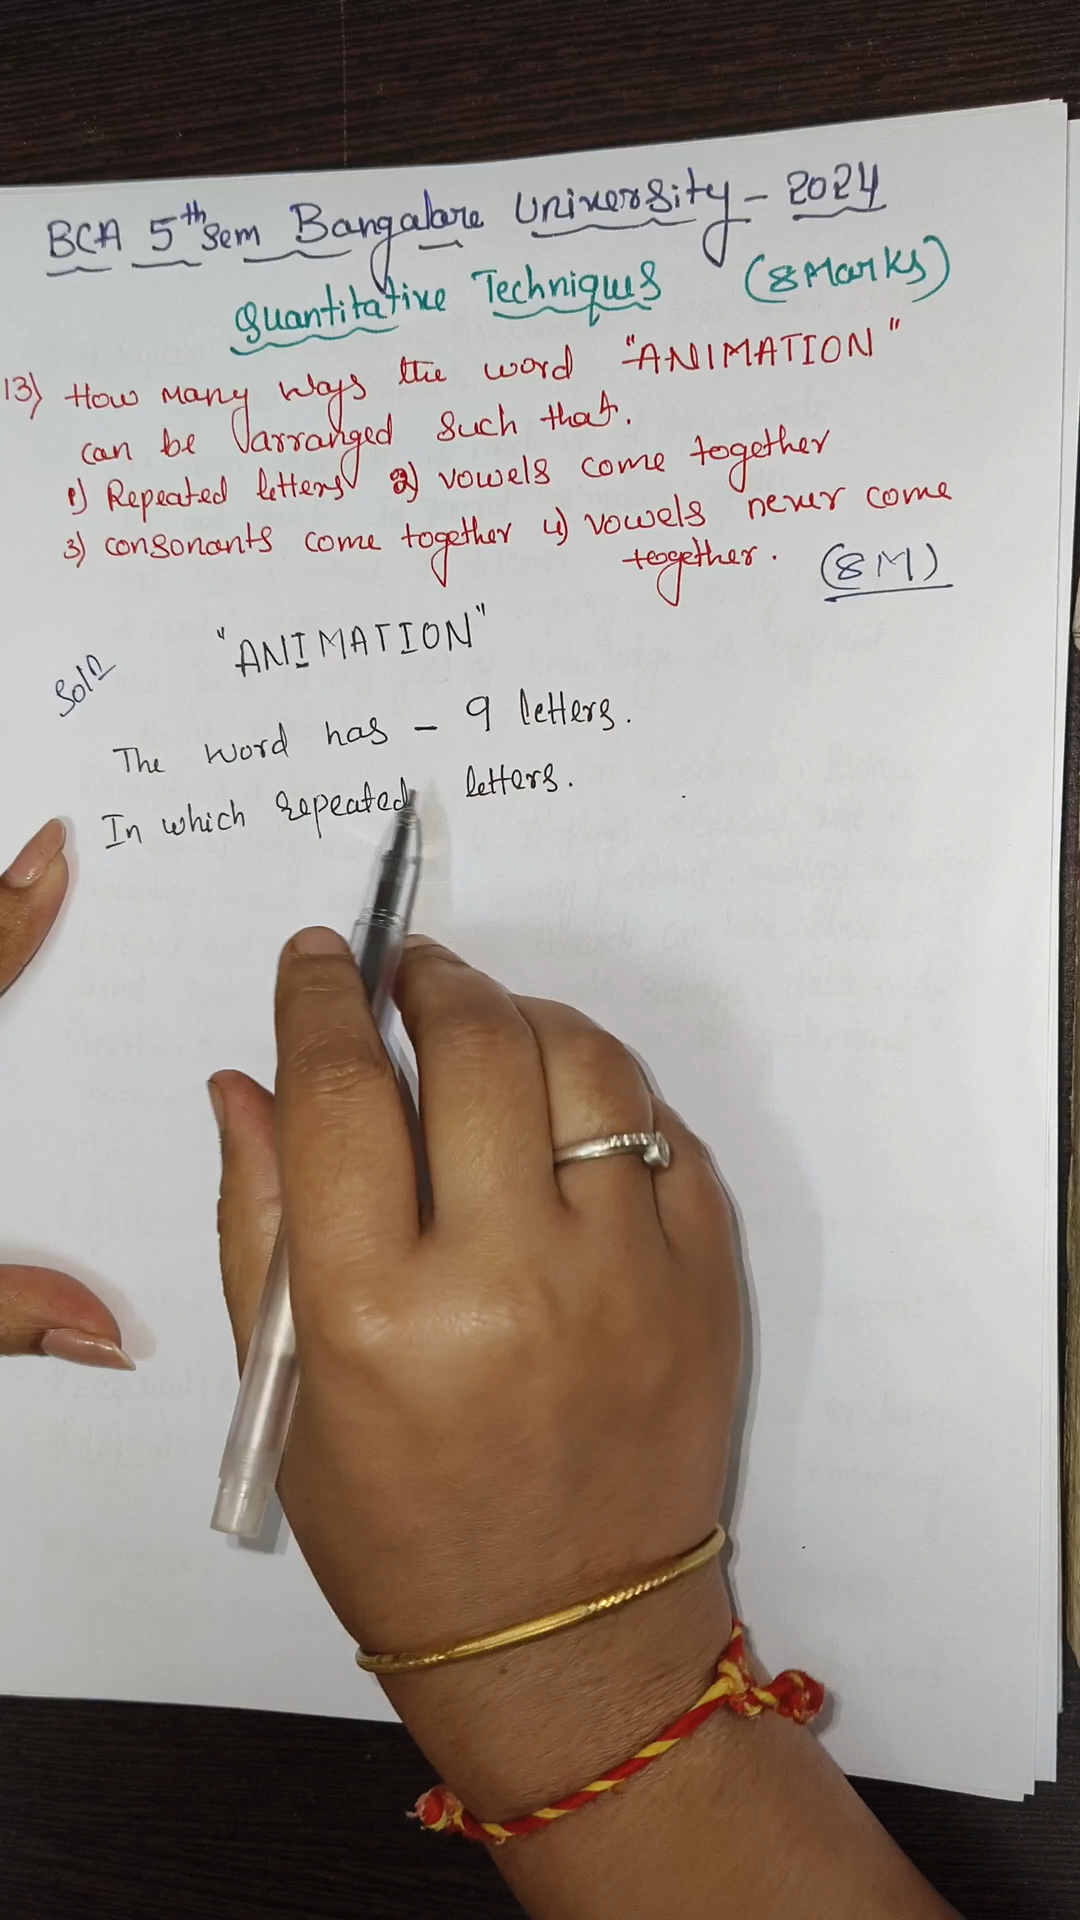 BCA 5th Sem Bangalore University - 2024
Quantitative Techniques (8 Marks)
13) How many ways the word "ANIMATION"
can be arranged such that.
1) Repeated letters 2) vowels come together
3) consonants come together 4) vowels never come
together. (8M)
Soln "ANIMATION"
The word has - 9 letters.
In which repeated letters.